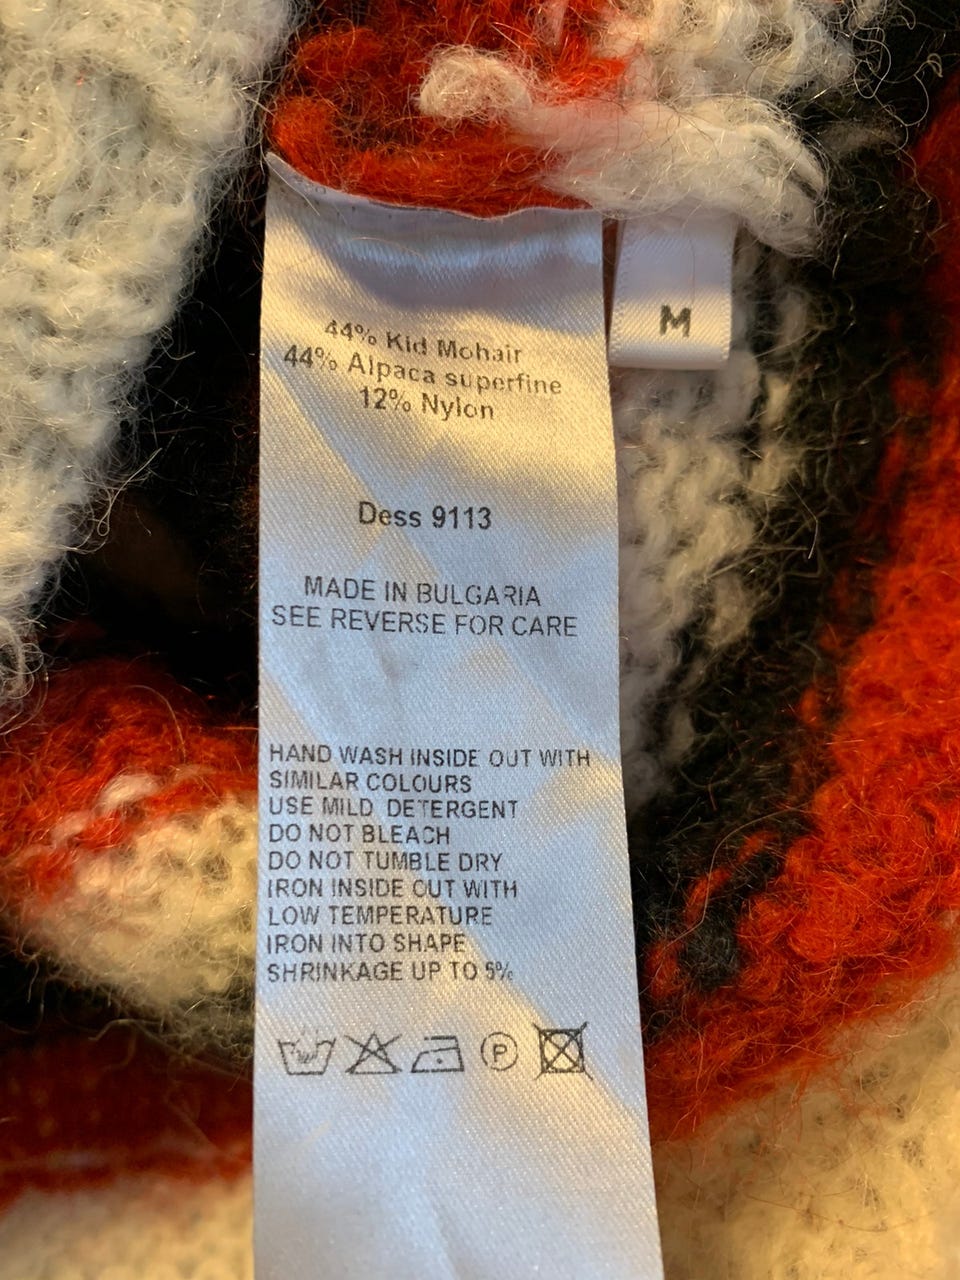 44% Kid Mohair
44% Alpaca superfine
12% Nylon
M
Dess 9113
MADE IN BULGARIA
SEE REVERSE FOR CARE
HAND WASH INSIDE OUT WITH
SIMILAR COLOURS
USE MILD DETERGENT
DO NOT BLEACH
DO NOT TUMBLE DRY
IRON INSIDE OUT WITH
LOW TEMPERATURE
IRON INTO SHAPE
SHRINKAGE UP TO 5%
P